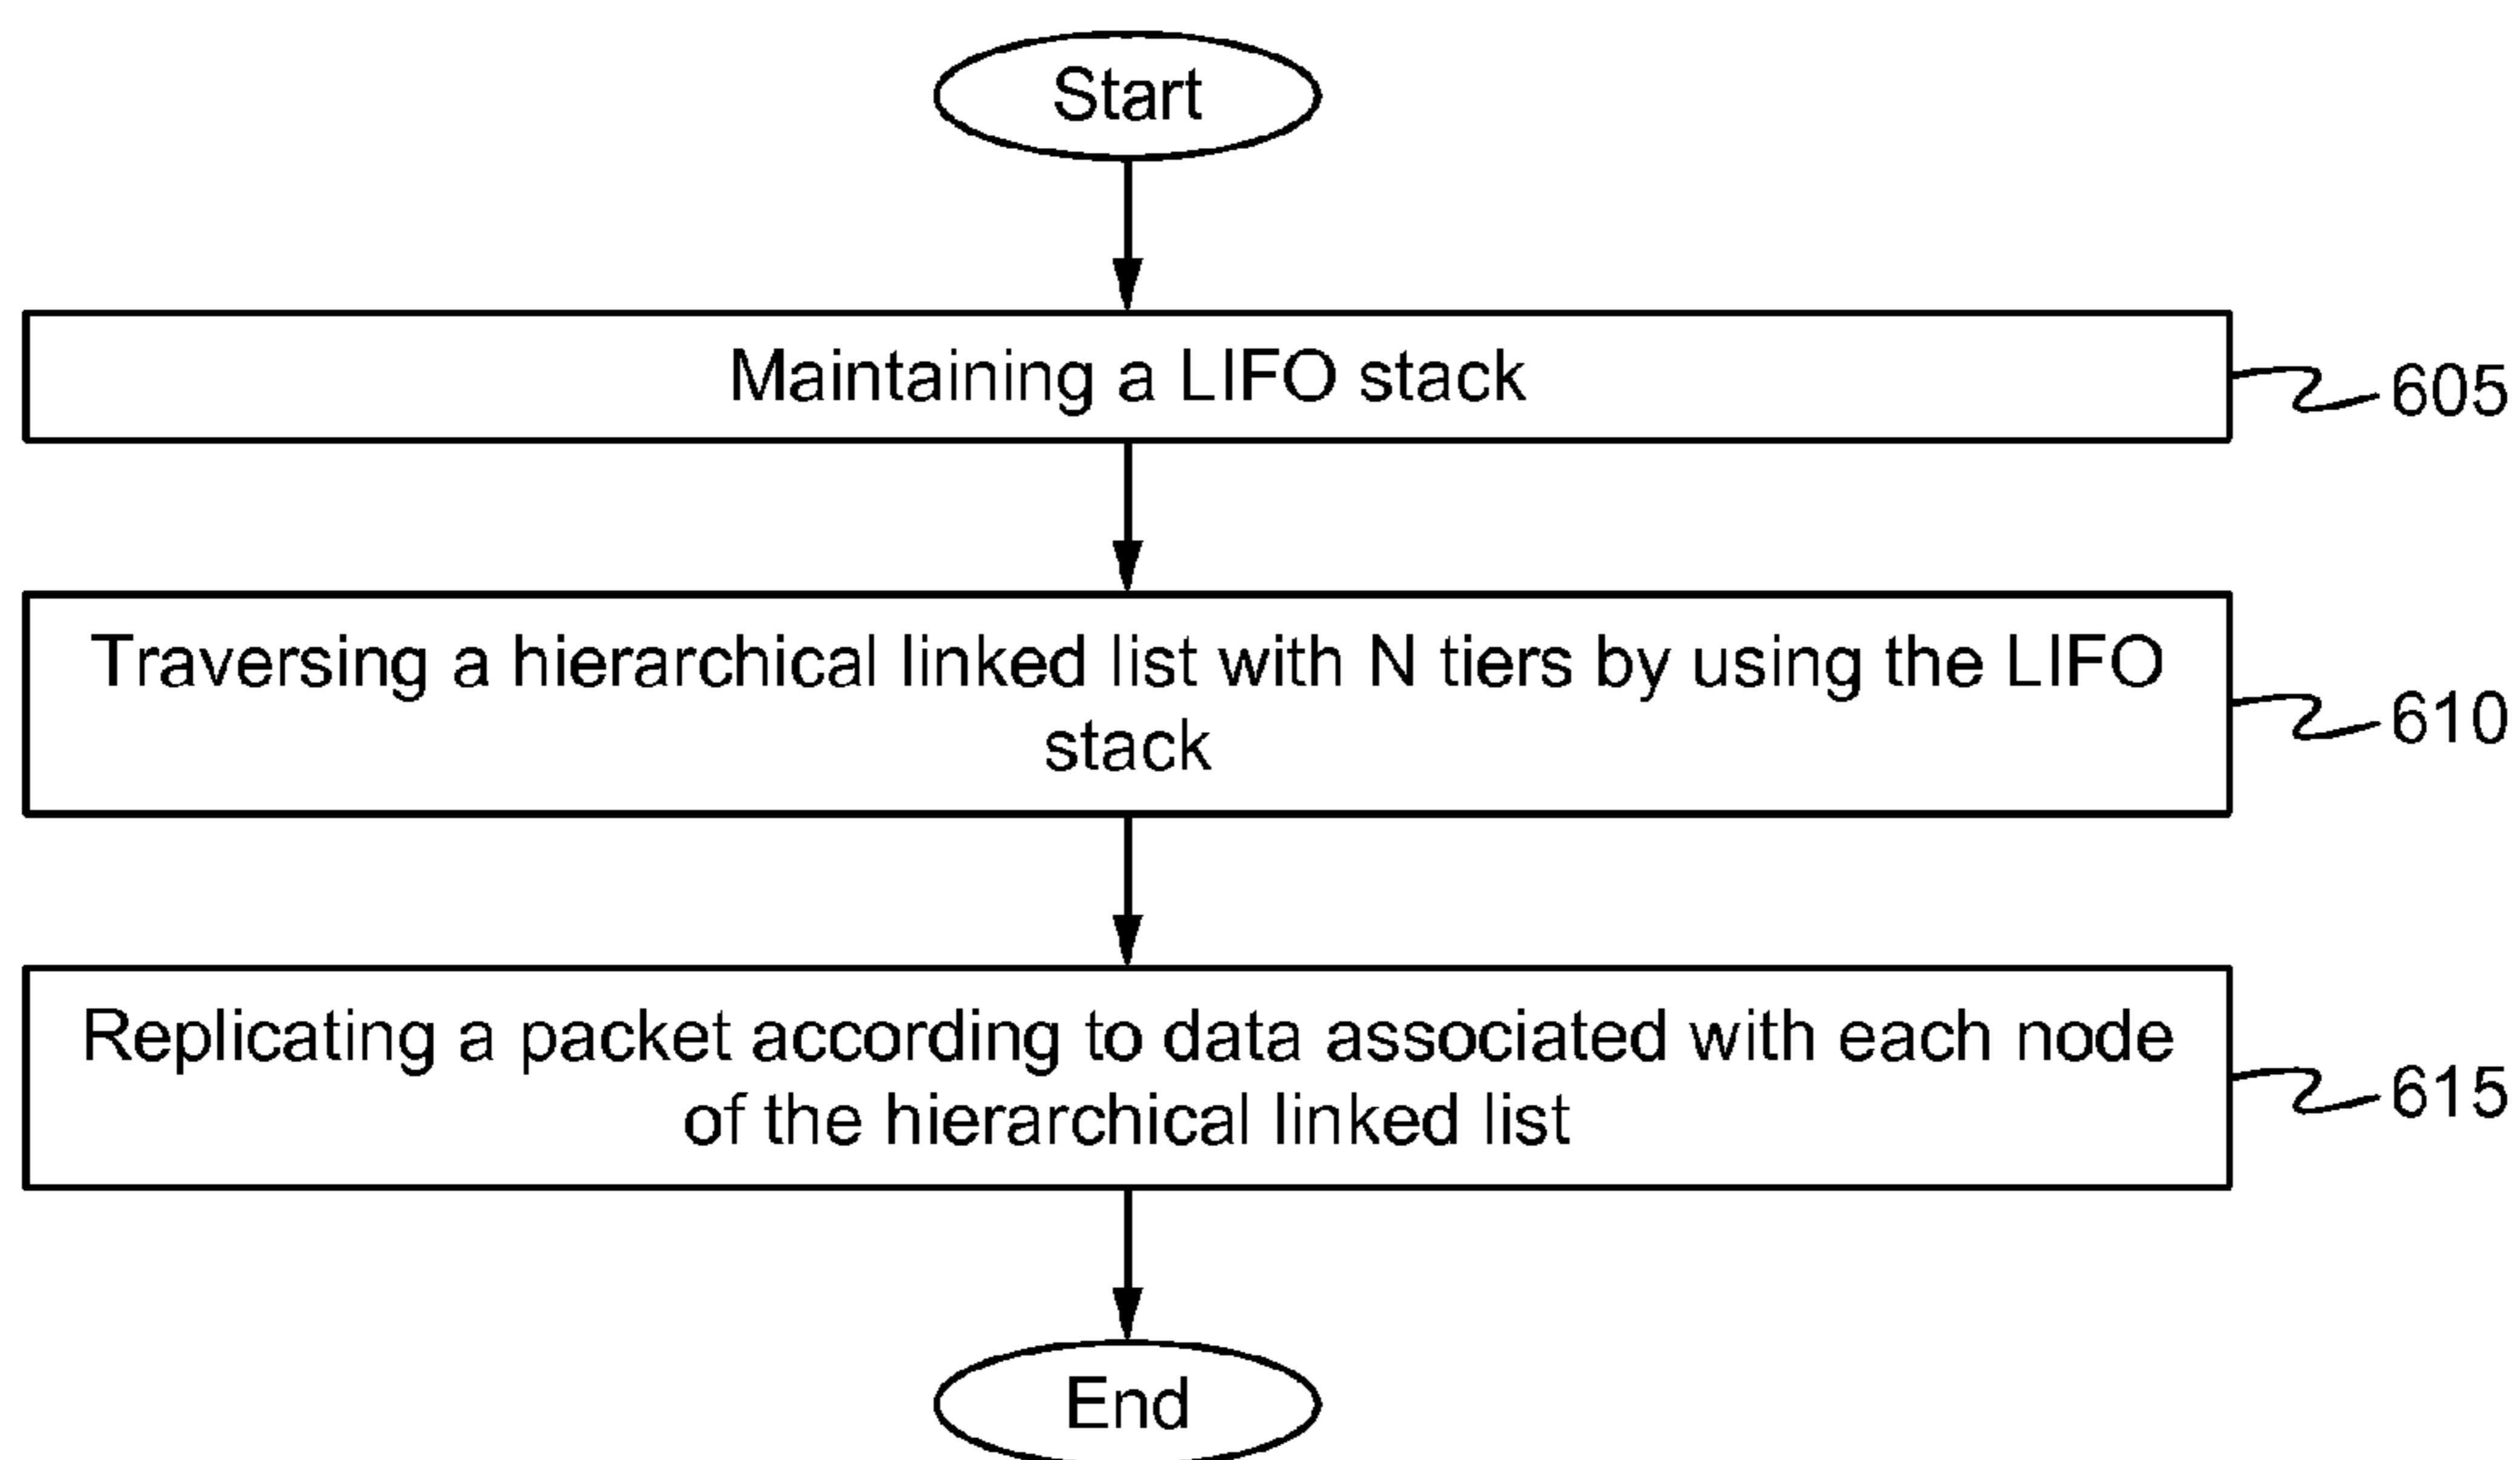 Start
Maintaining a LIFO stack
605
Traversing a hierarchical linked list with N tiers by using the LIFO
stack
610
Replicating a packet according to data associated with each node
of the hierarchical linked list
615
End